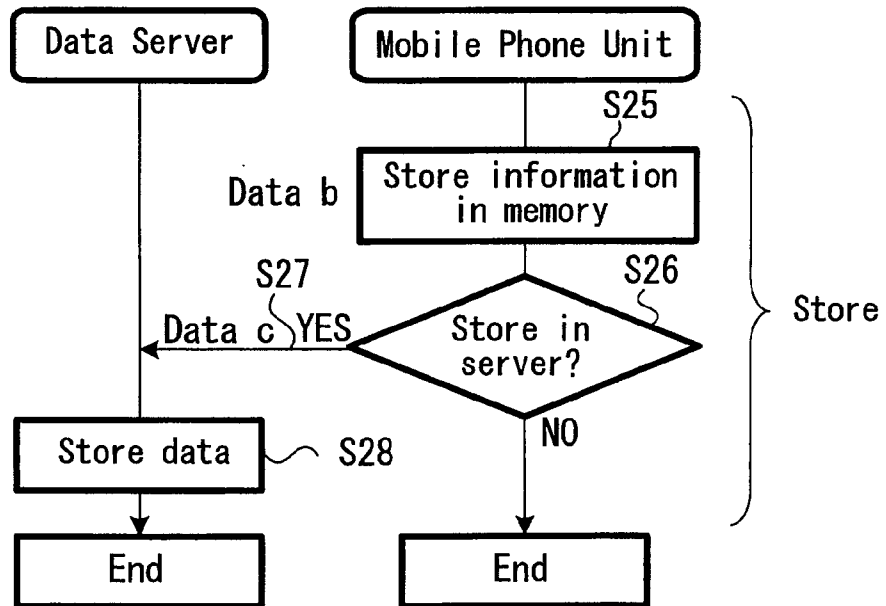 Data Server
Mobile Phone Unit
S25
Data b
Store information
in memory
S27
S26
Data c YES
Store in
server?
Store
NO
Store data
S28
End
End